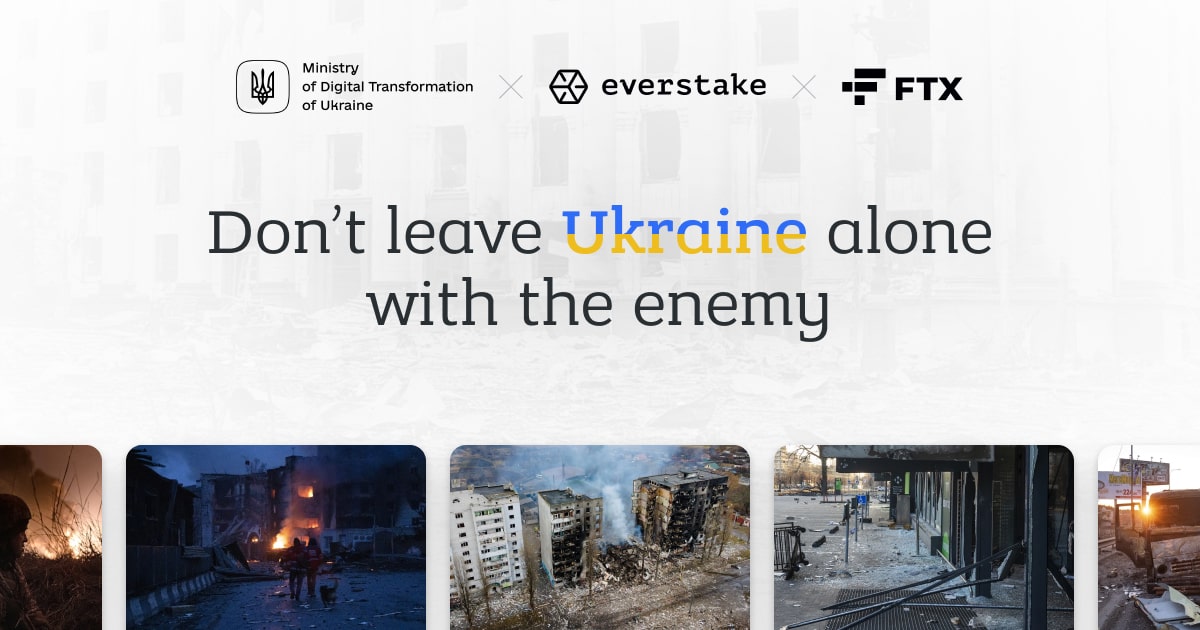 Ministry
of Digital Transformation
of Ukraine
everstake
FTX
Don’t leave Ukraine alone
with the enemy